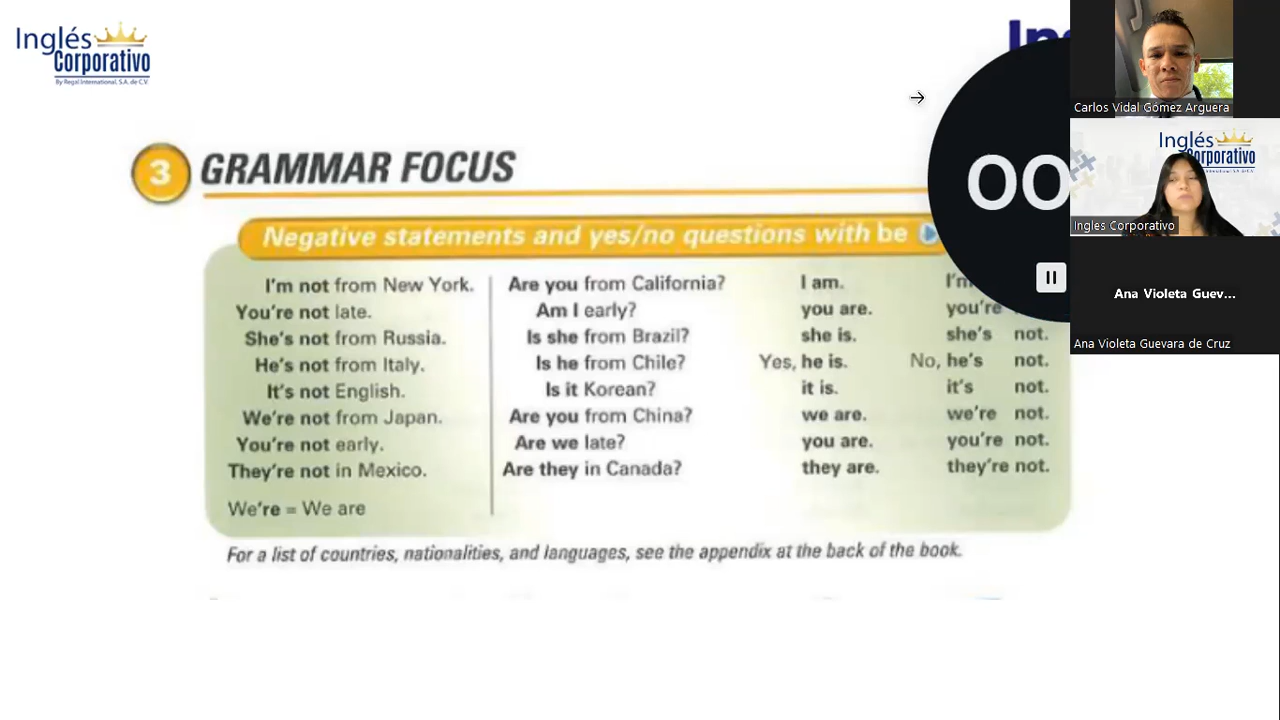 Inglés
Corporativo
By Regal International, S.A. de C.V.
3 GRAMMAR FOCUS
Negative statements and yes/no questions with be
I'm not from New York. Are you from California? I am.
You're not late. Am I early? you are. you're
She's not from Russia. Is she from Brazil? she is. she's not.
He's not from Italy. Is he from Chile? Yes, he is. No, he's not.
It's not English. Is it Korean? it is. it's not.
We're not from Japan. Are you from China? we are. we're not.
You're not early. Are we late? you are. you're not.
They're not in Mexico. Are they in Canada? they are. they're not.
We're = We are
For a list of countries, nationalities, and languages, see the appendix at the back of the book.
00
Carlos Vidal Gómez Arguera
Inglés
Corporativo
Ingles Corporativo
Ana Violeta Guev...
Ana Violeta Guevara de Cruz